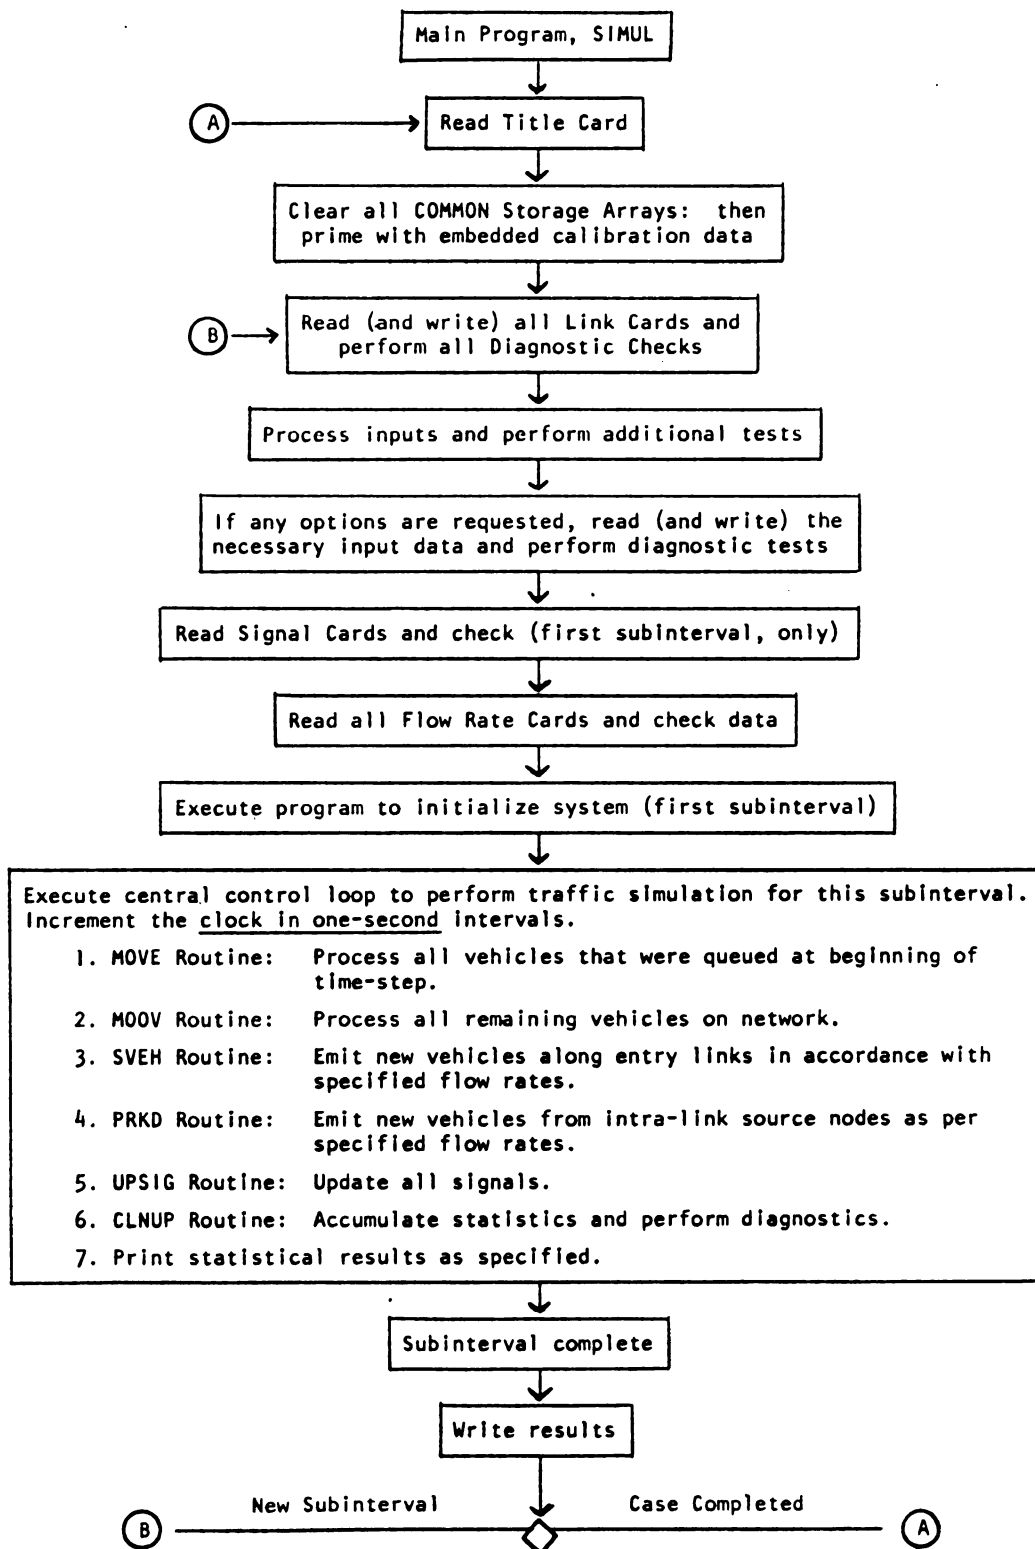 Main Program, SIMUL
A
Read Title Card
Clear all COMMON Storage Arrays: then
prime with embedded calibration data
B
Read (and write) all Link Cards and
perform all Diagnostic Checks
Process inputs and perform additional tests
If any options are requested, read (and write) the
necessary input data and perform diagnostic tests
Read Signal Cards and check (first subinterval, only)
Read all Flow Rate Cards and check data
Execute program to initialize system (first subinterval)
Execute central control loop to perform traffic simulation for this subinterval.
Increment the clock in one-second intervals.
1. MOVE Routine: Process all vehicles that were queued at beginning of
time-step.
2. MOOV Routine: Process all remaining vehicles on network.
3. SVEH Routine: Emit new vehicles along entry links in accordance with
specified flow rates.
4. PRKD Routine: Emit new vehicles from intra-link source nodes as per
specified flow rates.
5. UPSIG Routine: Update all signals.
6. CLNUP Routine: Accumulate statistics and perform diagnostics.
7. Print statistical results as specified.
Subinterval complete
Write results
New Subinterval Case Completed
B A